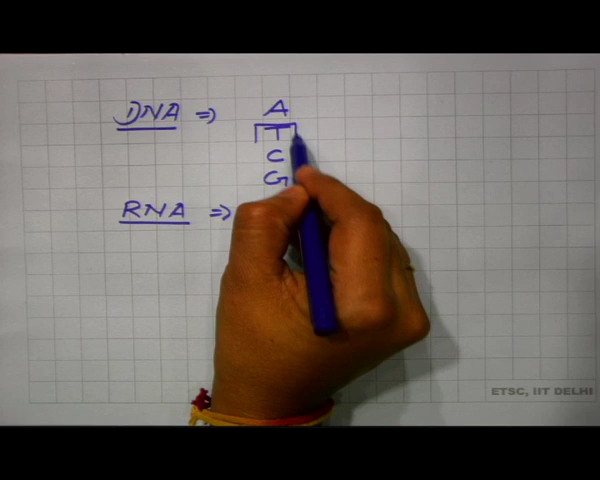 DNA ⇒ A
T
C
G
RNA ⇒
ETSC, IIT DELHI